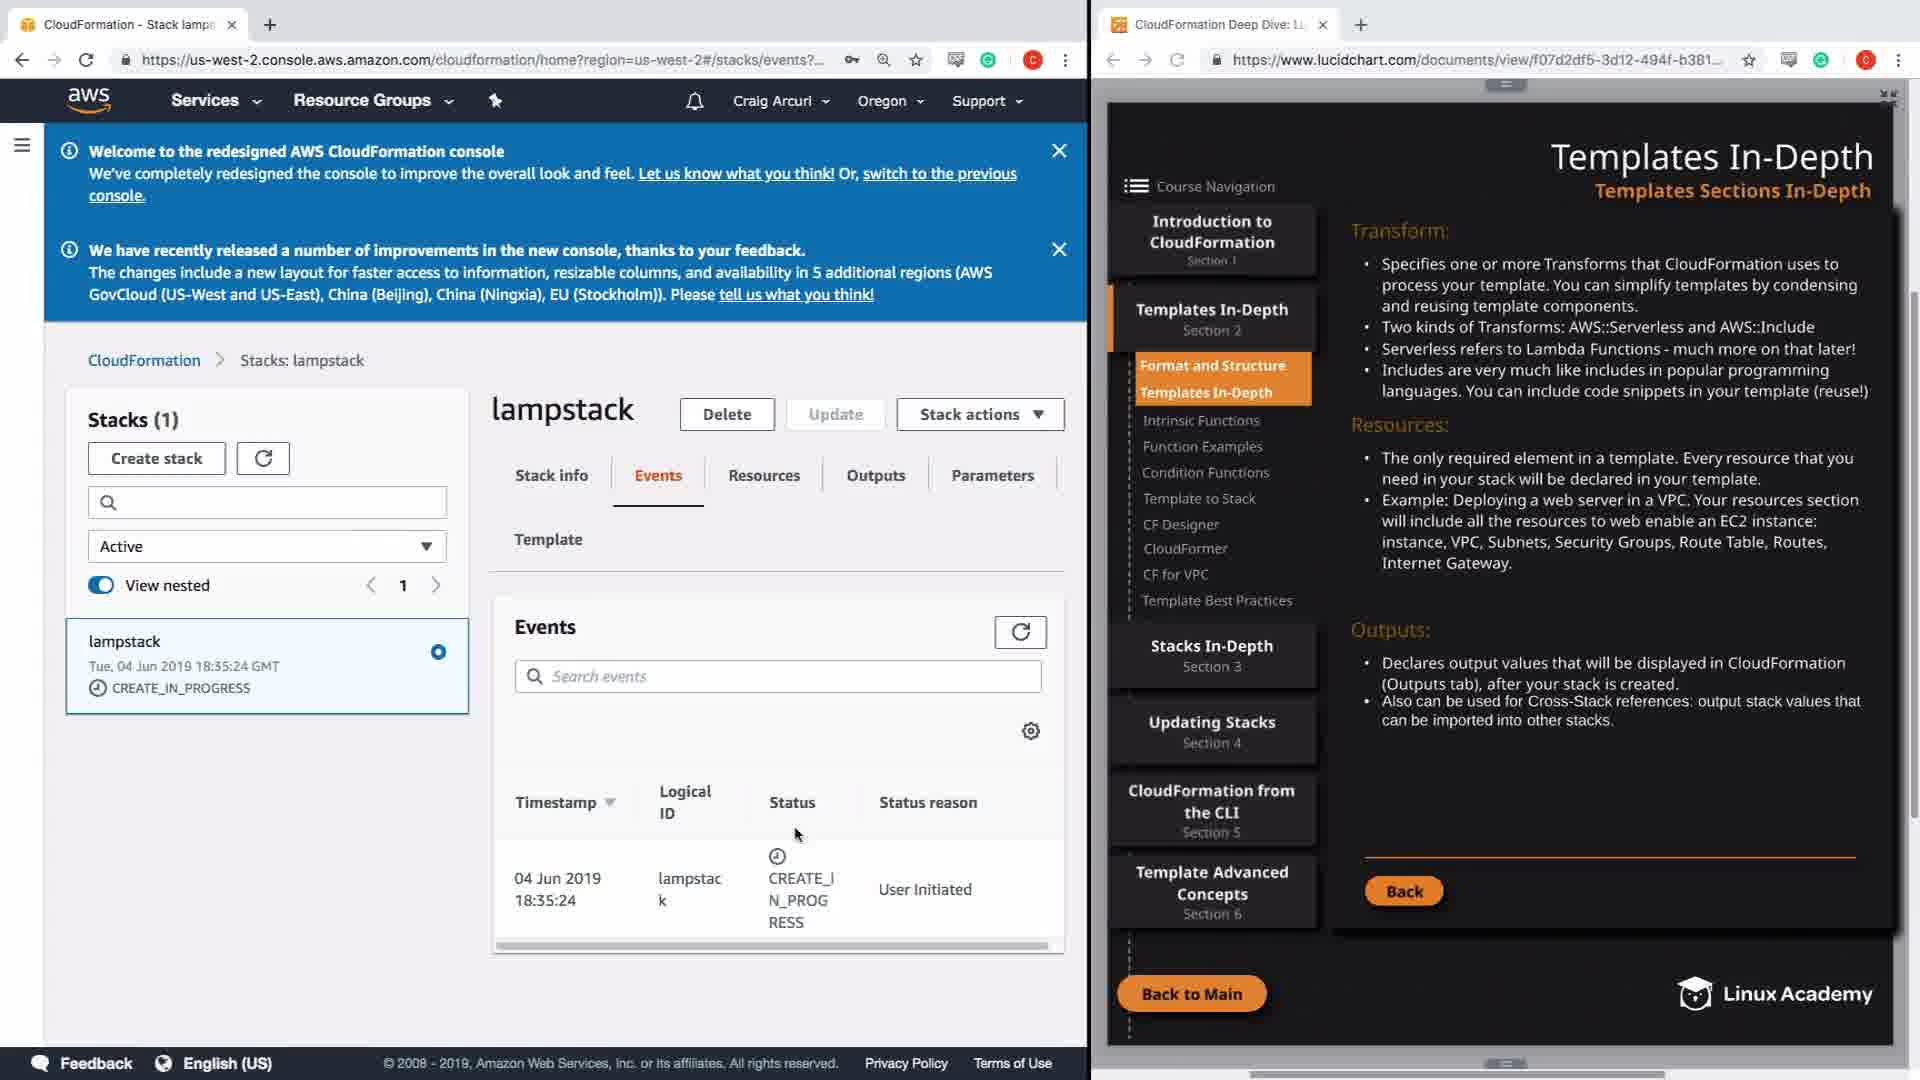 CloudFormation - Stack lamps
https://us-west-2.console.aws.amazon.com/cloudformation/home?region=us-west-2#/stacks/events?...
C
aws
Services
Resource Groups
Craig Arcuri
Oregon
Support
Welcome to the redesigned AWS CloudFormation console
We've completely redesigned the console to improve the overall look and feel. Let us know what you think! Or, switch to the previous
console.
We have recently released a number of improvements in the new console, thanks to your feedback.
The changes include a new layout for faster access to information, resizable columns, and availability in 5 additional regions (AWS
GovCloud (US-West and US-East), China (Beijing), China (Ningxia), EU (Stockholm)). Please tell us what you think!
CloudFormation
Stacks: lampstack
Stacks (1)
Create stack
Active
View nested
1
lampstack
Tue, 04 Jun 2019 18:35:24 GMT
CREATE_IN_PROGRESS
lampstack
Delete
Update
Stack actions
Stack info
Events
Resources
Outputs
Parameters
Template
Events
Search events
Timestamp
Logical
ID
Status
Status reason
04 Jun 2019
18:35:24
lampstac
k
CREATE_I
N_PROG
RESS
User Initiated
Feedback
English (US)
© 2008 - 2019, Amazon Web Services, Inc. or its affiliates. All rights reserved.
Privacy Policy
Terms of Use
CloudFormation Deep Dive: Lu
https://www.lucidchart.com/documents/view/f07d2df5-3d12-494f-b381...
C
Templates In-Depth
Templates Sections In-Depth
Course Navigation
Introduction to
CloudFormation
Section 1
Templates In-Depth
Section 2
Format and Structure
Templates In-Depth
Intrinsic Functions
Function Examples
Condition Functions
Template to Stack
CF Designer
CloudFormer
CF for VPC
Template Best Practices
Stacks In-Depth
Section 3
Updating Stacks
Section 4
CloudFormation from
the CLI
Section 5
Template Advanced
Concepts
Section 6
Back to Main
Transform:
• Specifies one or more Transforms that CloudFormation uses to
process your template. You can simplify templates by condensing
and reusing template components.
• Two kinds of Transforms: AWS::Serverless and AWS::Include
• Serverless refers to Lambda Functions - much more on that later!
• Includes are very much like includes in popular programming
languages. You can include code snippets in your template (reuse!)
Resources:
• The only required element in a template. Every resource that you
need in your stack will be declared in your template.
• Example: Deploying a web server in a VPC. Your resources section
will include all the resources to web enable an EC2 instance:
instance, VPC, Subnets, Security Groups, Route Table, Routes,
Internet Gateway.
Outputs:
• Declares output values that will be displayed in CloudFormation
(Outputs tab), after your stack is created.
• Also can be used for Cross-Stack references: output stack values that
can be imported into other stacks.
Back
Linux Academy